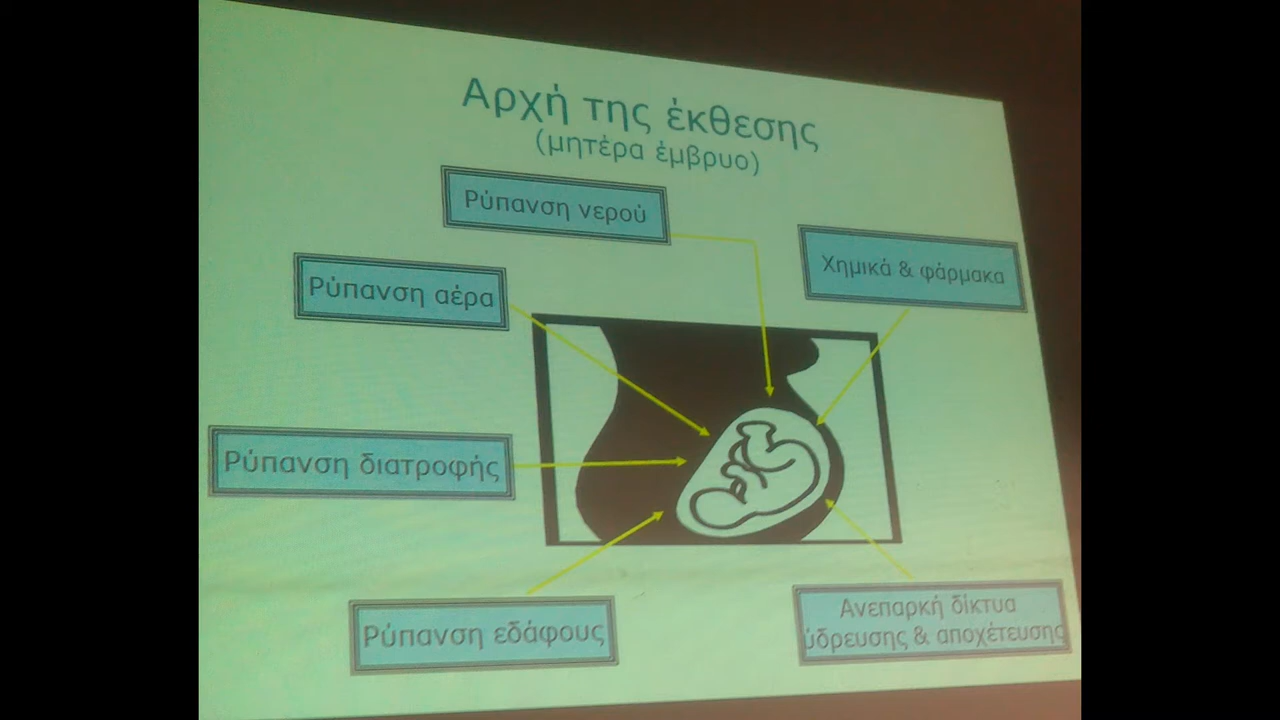 Αρχή της έκθεσης
(μητέρα έμβρυο)
Ρύπανση νερού
Χημικά & φάρμακα
Ρύπανση αέρα
Ρύπανση διατροφής
Ρύπανση εδάφους
Ανεπαρκή δίκτυα
ύδρευσης & αποχέτευσης